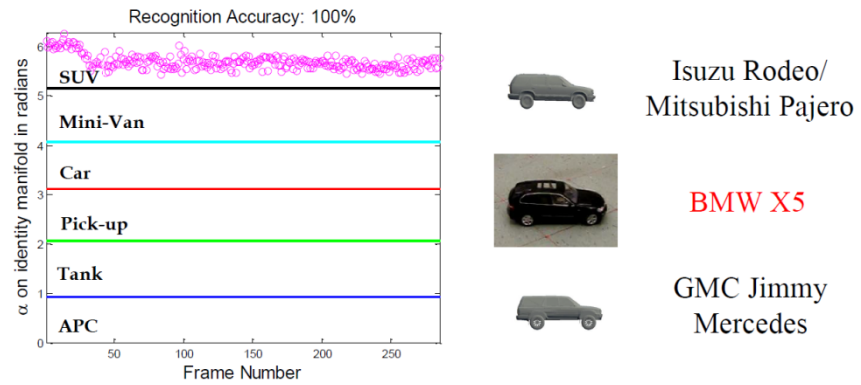 Recognition Accuracy: 100%
α on identity manifold in radians
6
5
4
3
2
1
0
SUV
Mini-Van
Car
Pick-up
Tank
APC
50
100
150
200
250
Frame Number
Isuzu Rodeo/
Mitsubishi Pajero
BMW X5
GMC Jimmy
Mercedes